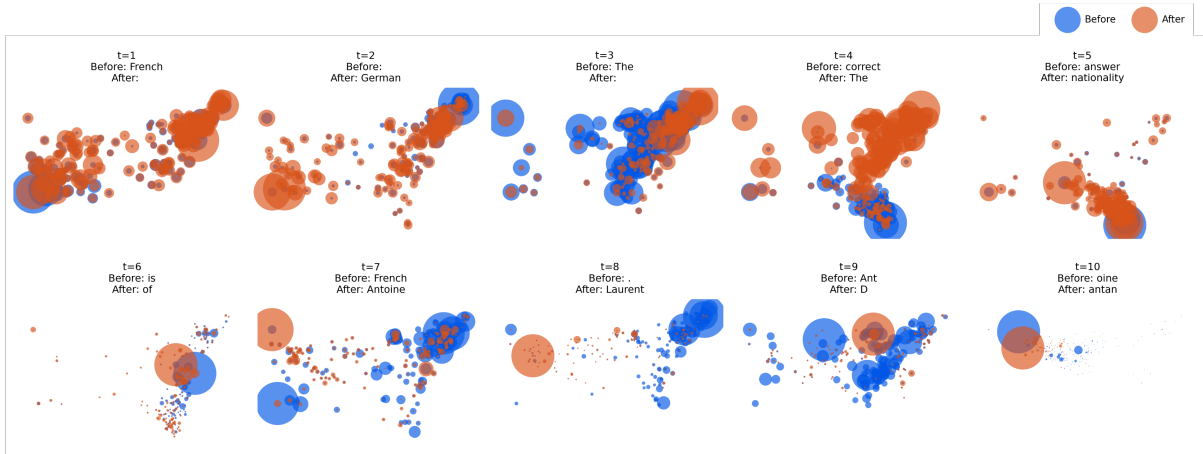 Before After
t=1
Before: French
After:
t=2
Before:
After: German
t=3
Before: The
After:
t=4
Before: correct
After: The
t=5
Before: answer
After: nationality
t=6
Before: is
After: of
t=7
Before: French
After: Antoine
t=8
Before: .
After: Laurent
t=9
Before: Ant
After: D
t=10
Before: oine
After: antan